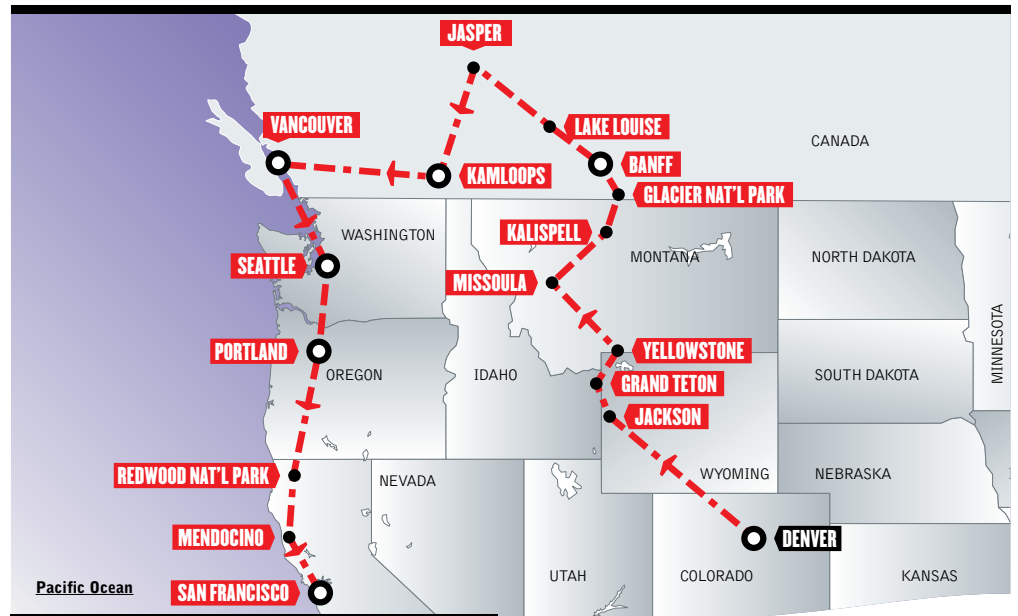 JASPER
VANCOUVER
LAKE LOUISE
CANADA
BANFF
KAMLOOPS
GLACIER NAT'L PARK
WASHINGTON
KALISPELL
SEATTLE
MONTANA
NORTH DAKOTA
MISSOULA
MINNESOTA
PORTLAND
YELLOWSTONE
OREGON
IDAHO
GRAND TETON
SOUTH DAKOTA
JACKSON
REDWOOD NAT'L PARK
NEVADA
WYOMING
NEBRASKA
MENDOCINO
DENVER
Pacific Ocean
SAN FRANCISCO
UTAH
COLORADO
KANSAS